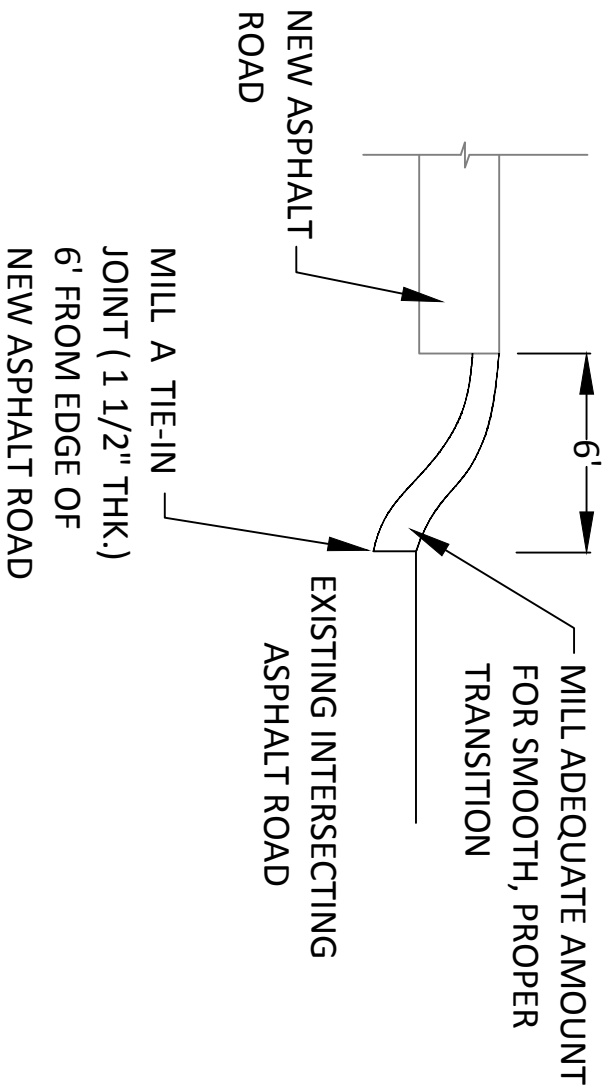 6'
MILL ADEQUATE AMOUNT
FOR SMOOTH, PROPER
TRANSITION
NEW ASPHALT
ROAD
EXISTING INTERSECTING
ASPHALT ROAD
MILL A TIE-IN
JOINT ( 1 1/2" THK.)
6' FROM EDGE OF
NEW ASPHALT ROAD